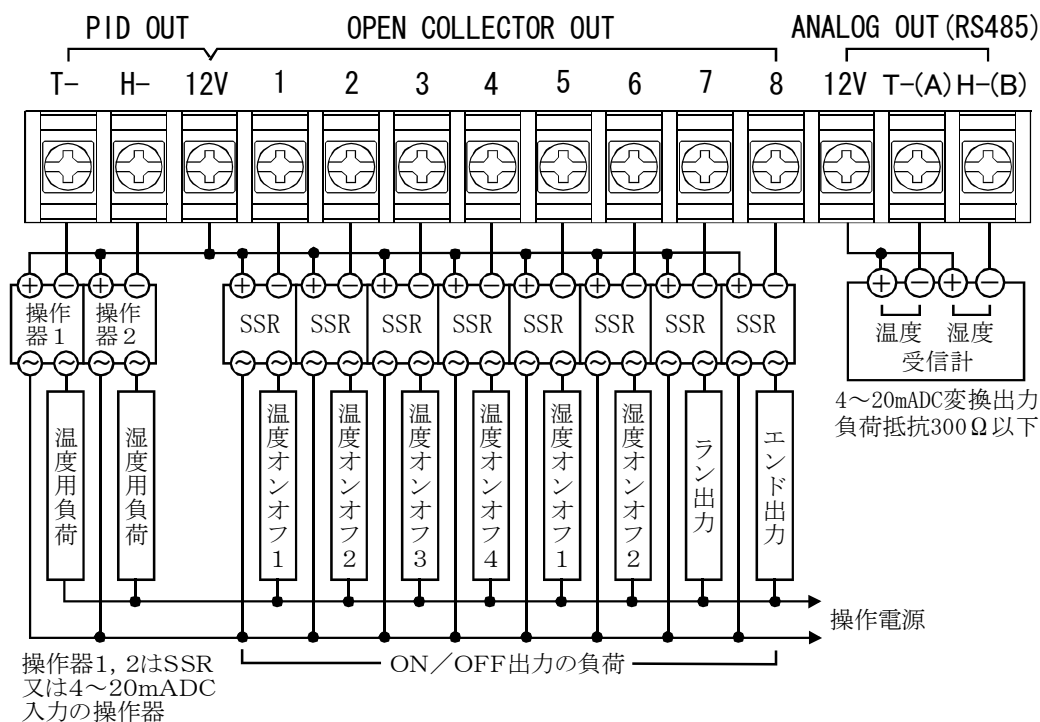 PID OUT
OPEN COLLECTOR OUT
ANALOG OUT(RS485)
T- H- 12V 1 2 3 4 5 6 7 8 12V T-(A) H-(B)
+ - + - + - + - + - + - + - + - + - + - + - + -
操作
器1
操作
器2
SSR SSR SSR SSR SSR SSR SSR SSR
温度 湿度
受信計
~ ~ ~ ~ ~ ~ ~ ~ ~ ~ ~ ~ ~ ~ ~ ~ ~ ~ ~ ~
4～20mADC変換出力
負荷抵抗300Ω以下
温度用負荷
湿度用負荷
温度オンオフ1
温度オンオフ2
温度オンオフ3
温度オンオフ4
湿度オンオフ1
湿度オンオフ2
ラン出力
エンド出力
操作電源
操作器1, 2はSSR
又は4～20mADC
入力の操作器
ON／OFF出力の負荷